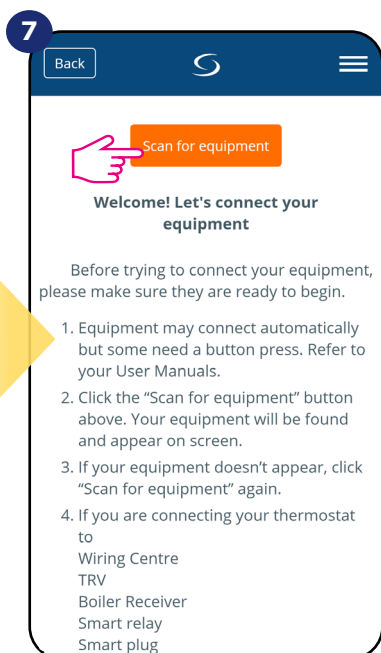 7
Back
Scan for equipment
Welcome! Let's connect your
equipment
Before trying to connect your equipment,
please make sure they are ready to begin.
1. Equipment may connect automatically
but some need a button press. Refer to
your User Manuals.
2. Click the “Scan for equipment” button
above. Your equipment will be found
and appear on screen.
3. If your equipment doesn’t appear, click
“Scan for equipment” again.
4. If you are connecting your thermostat
to
Wiring Centre
TRV
Boiler Receiver
Smart relay
Smart plug